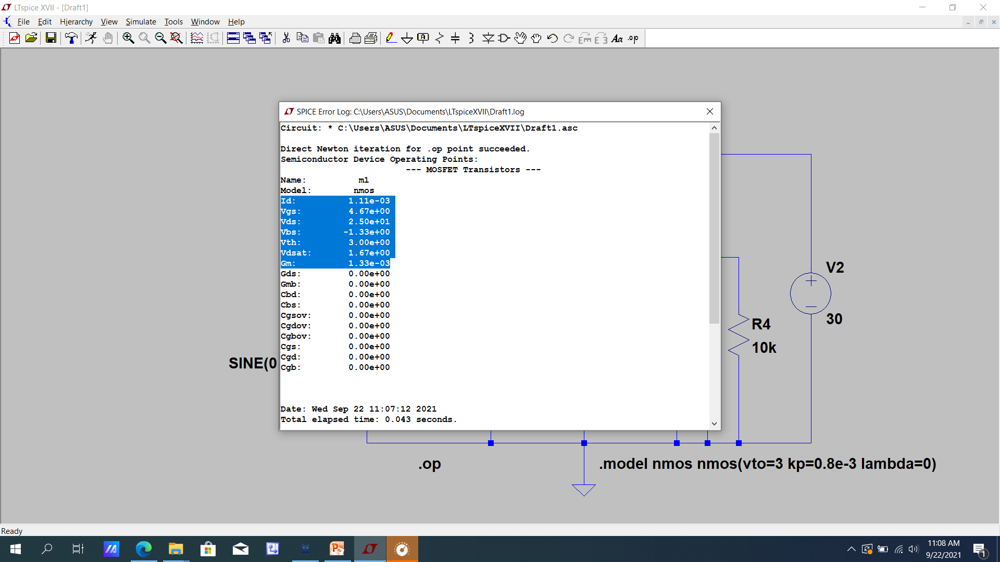 LTspice XVII - [Draft1]
File Edit Hierarchy View Simulate Tools Window Help
Aa .op
SPICE Error Log: C:\Users\ASUS\Documents\LTspiceXVII\Draft1.log
Circuit: * C:\Users\ASUS\Documents\LTspiceXVII\Draft1.asc
Direct Newton iteration for .op point succeeded.
Semiconductor Device Operating Points:
--- MOSFET Transistors ---
Name: m1
Model: nmos
Id: 1.11e-03
Vgs: 4.67e+00
Vds: 2.50e+01
Vbs: -1.33e+00
Vth: 3.00e+00
Vdsat: 1.67e+00
Gm: 1.33e-03
Gds: 0.00e+00
Gmb: 0.00e+00
Cbd: 0.00e+00
Cbs: 0.00e+00
Cgsov: 0.00e+00
Cgdov: 0.00e+00
Cgbov: 0.00e+00
Cgs: 0.00e+00
Cgd: 0.00e+00
Cgb: 0.00e+00
Date: Wed Sep 22 11:07:12 2021
Total elapsed time: 0.043 seconds.
SINE(0
V2
30
R4
10k
.op
.model nmos nmos(vto=3 kp=0.8e-3 lambda=0)
Ready
11:08 AM
9/22/2021
1